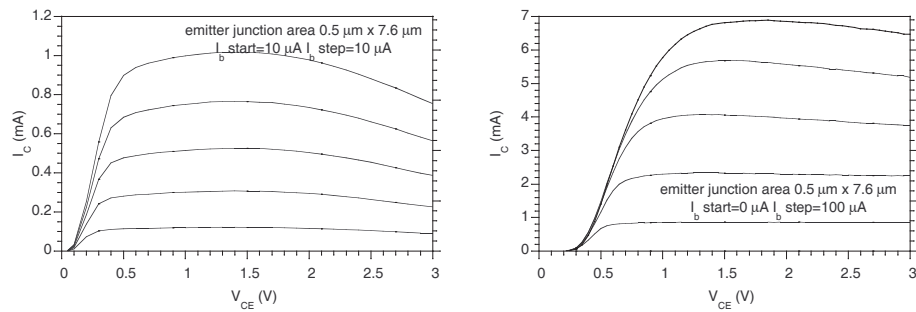 1.2
1
0.8
0.6
0.4
0.2
0
I_C (mA)
emitter junction area 0.5 μm x 7.6 μm
I_b start=10 μA I_b step=10 μA
0 0.5 1 1.5 2 2.5 3
V_CE (V)
7
6
5
4
3
2
1
0
I_C (mA)
emitter junction area 0.5 μm x 7.6 μm
I_b start=0 μA I_b step=100 μA
0 0.5 1 1.5 2 2.5 3
V_CE (V)